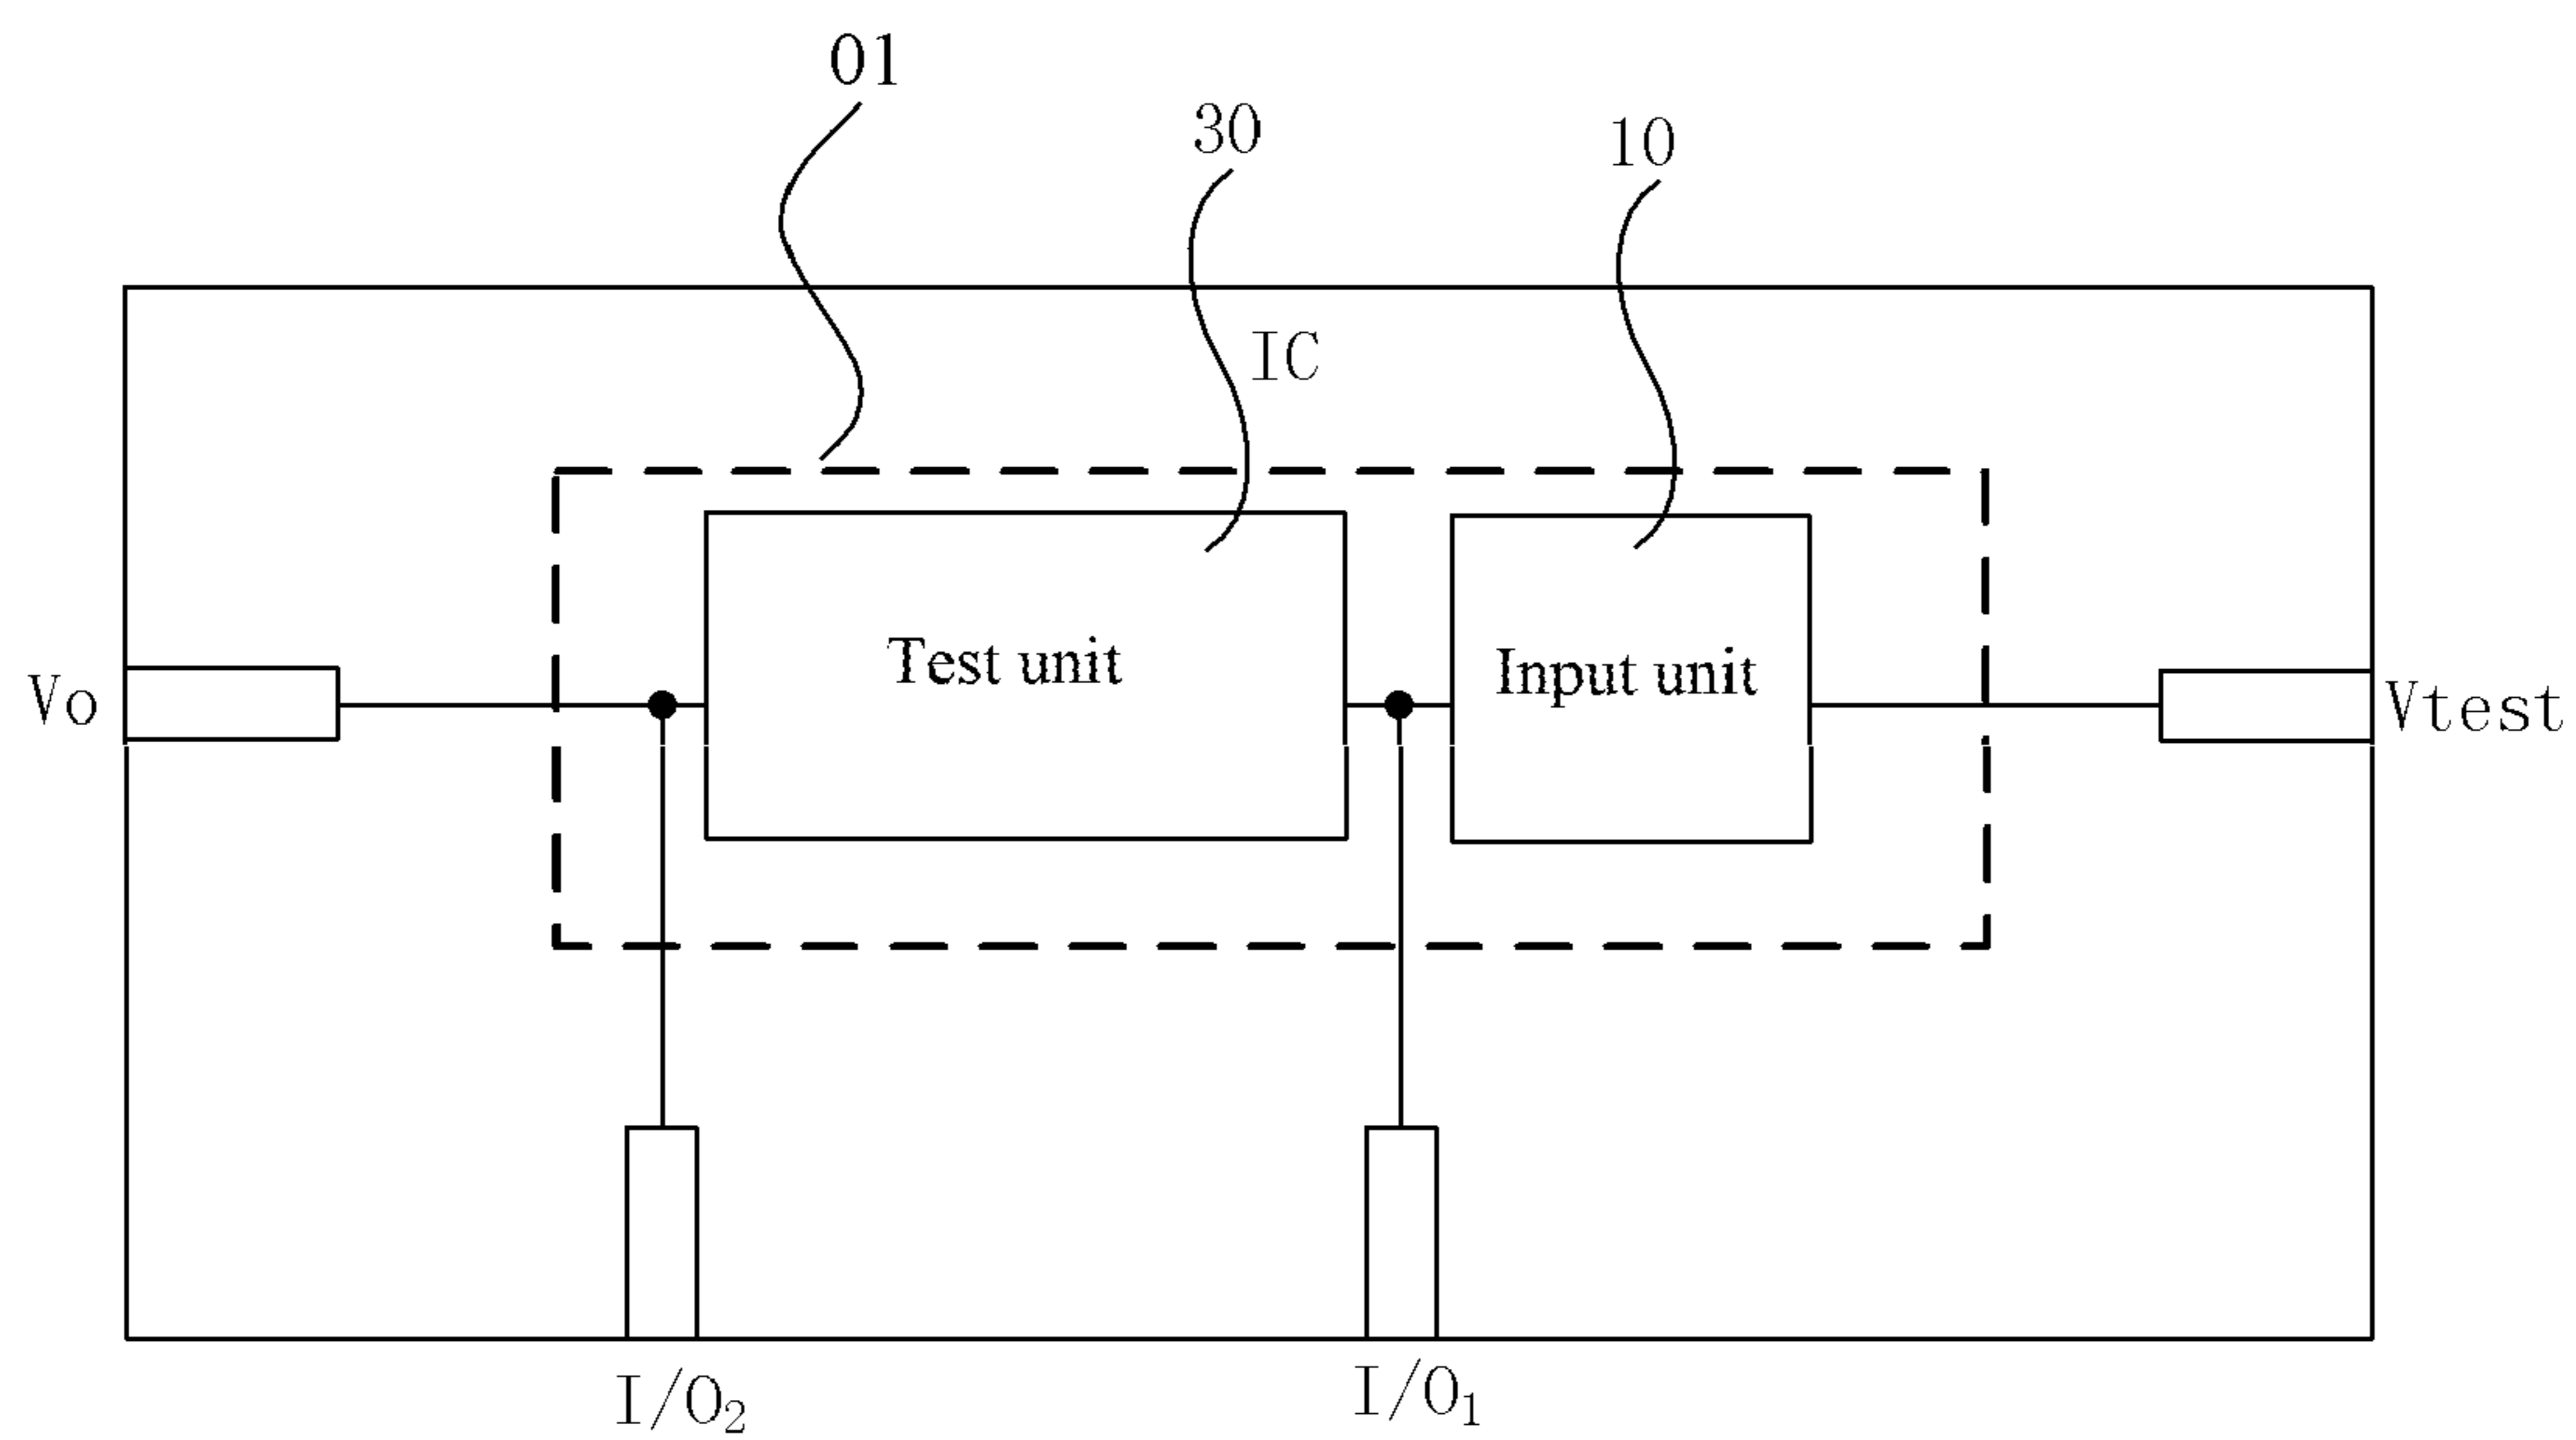 01
30
10
IC
Test unit
Input unit
Vo
Vtest
I/O₂
I/O₁